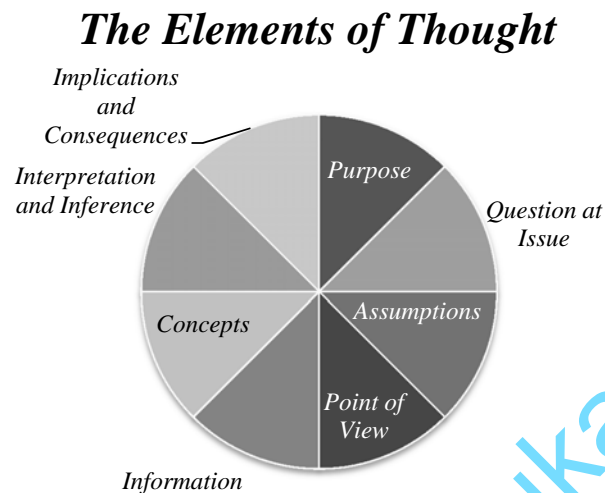 The Elements of Thought
Implications
and
Consequences
Purpose
Interpretation
and Inference
Question at
Issue
Assumptions
Concepts
Point of
View
Information